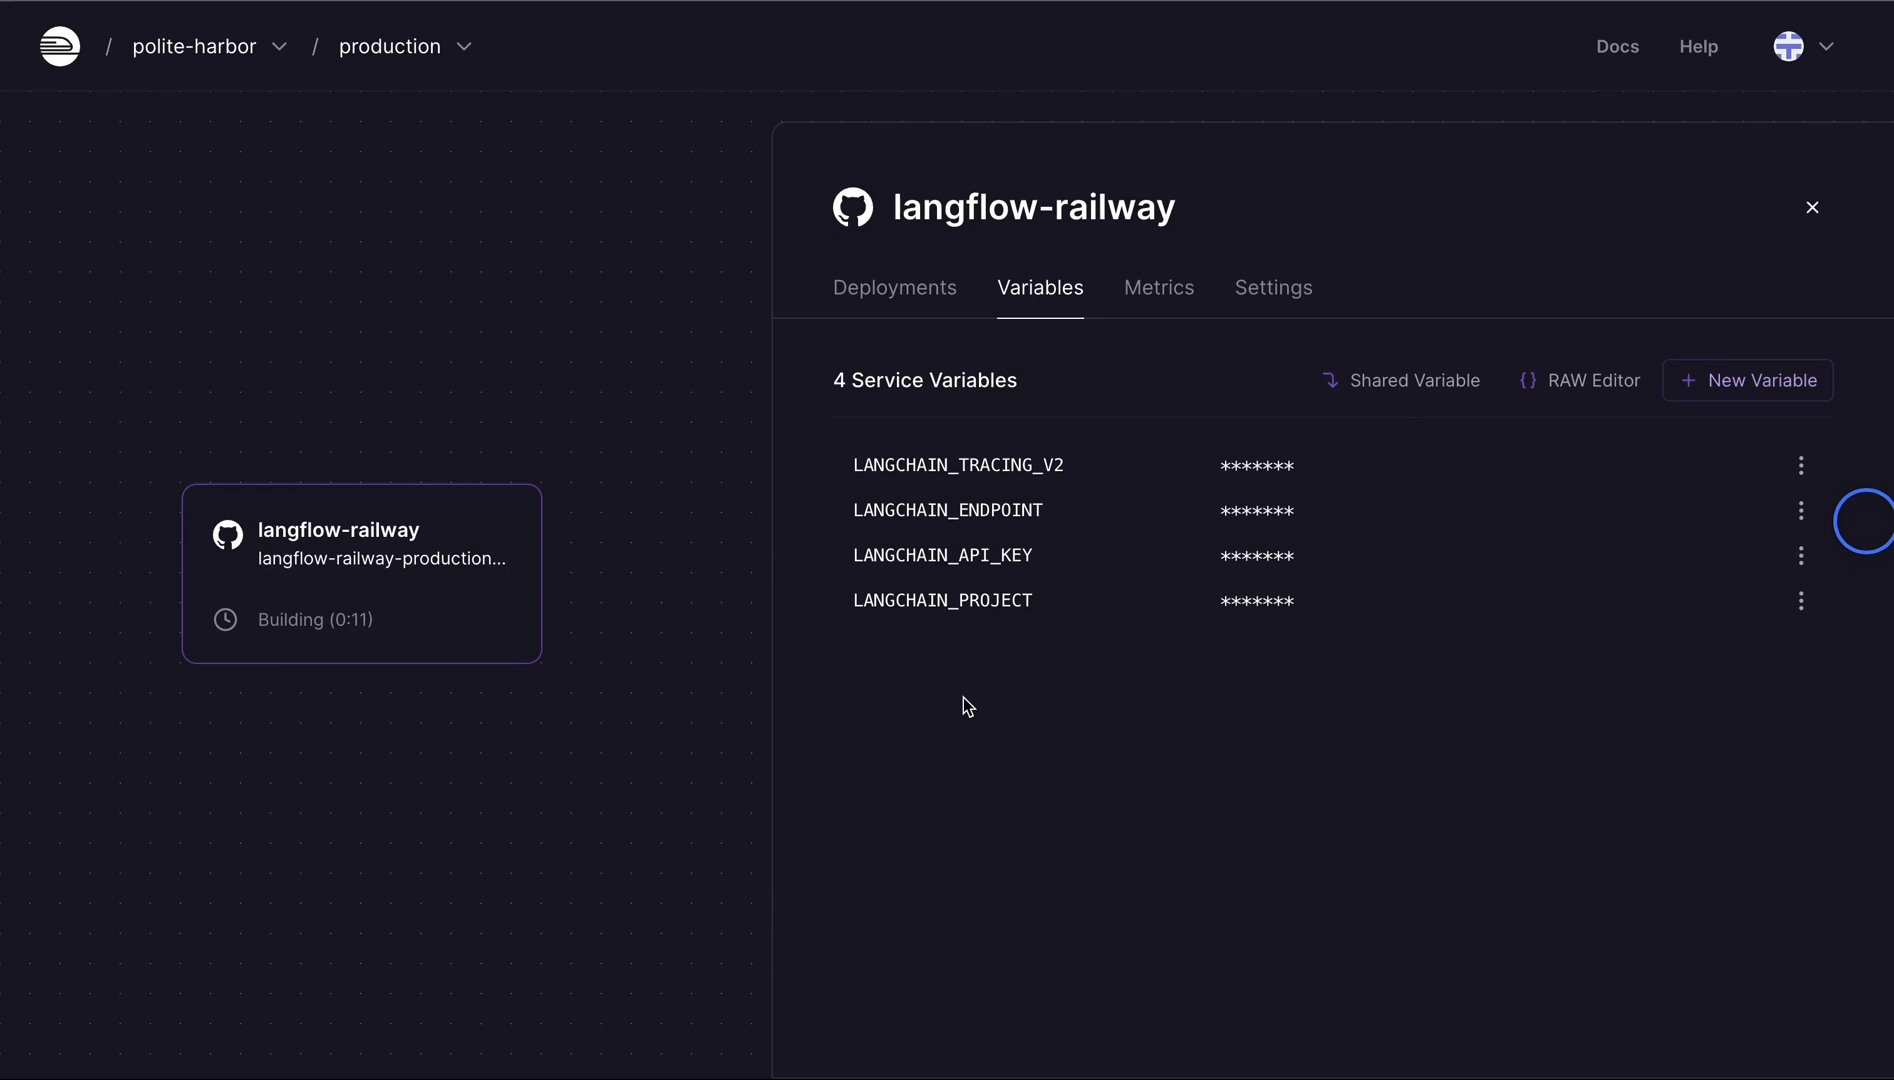 / polite-harbor / production
Docs Help
langflow-railway
Deployments Variables Metrics Settings
4 Service Variables Shared Variable {} RAW Editor + New Variable
LANGCHAIN_TRACING_V2 *******
LANGCHAIN_ENDPOINT *******
LANGCHAIN_API_KEY *******
LANGCHAIN_PROJECT *******
langflow-railway
langflow-railway-production...
Building (0:11)